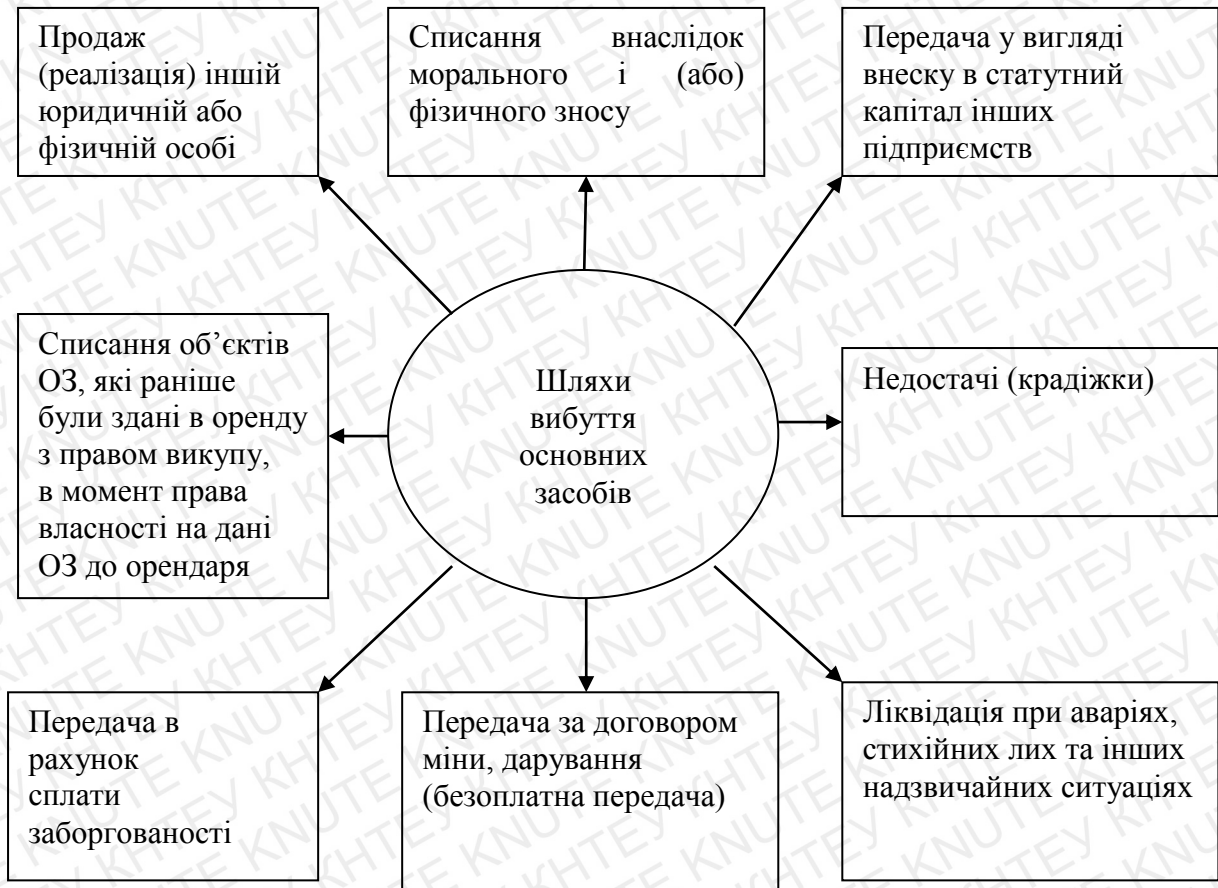 Продаж
(реалізація) іншій
юридичній або
фізичній особі
Списання внаслідок
морального і (або)
фізичного зносу
Передача у вигляді
внеску в статутний
капітал інших
підприємств
Списання об’єктів
ОЗ, які раніше
були здані в оренду
з правом викупу,
в момент права
власності на дані
ОЗ до орендаря
Шляхи
вибуття
основних
засобів
Недостачі (крадіжки)
Передача в
рахунок
сплати
заборгованості
Передача за договором
міни, дарування
(безоплатна передача)
Ліквідація при аваріях,
стихійних лих та інших
надзвичайних ситуаціях